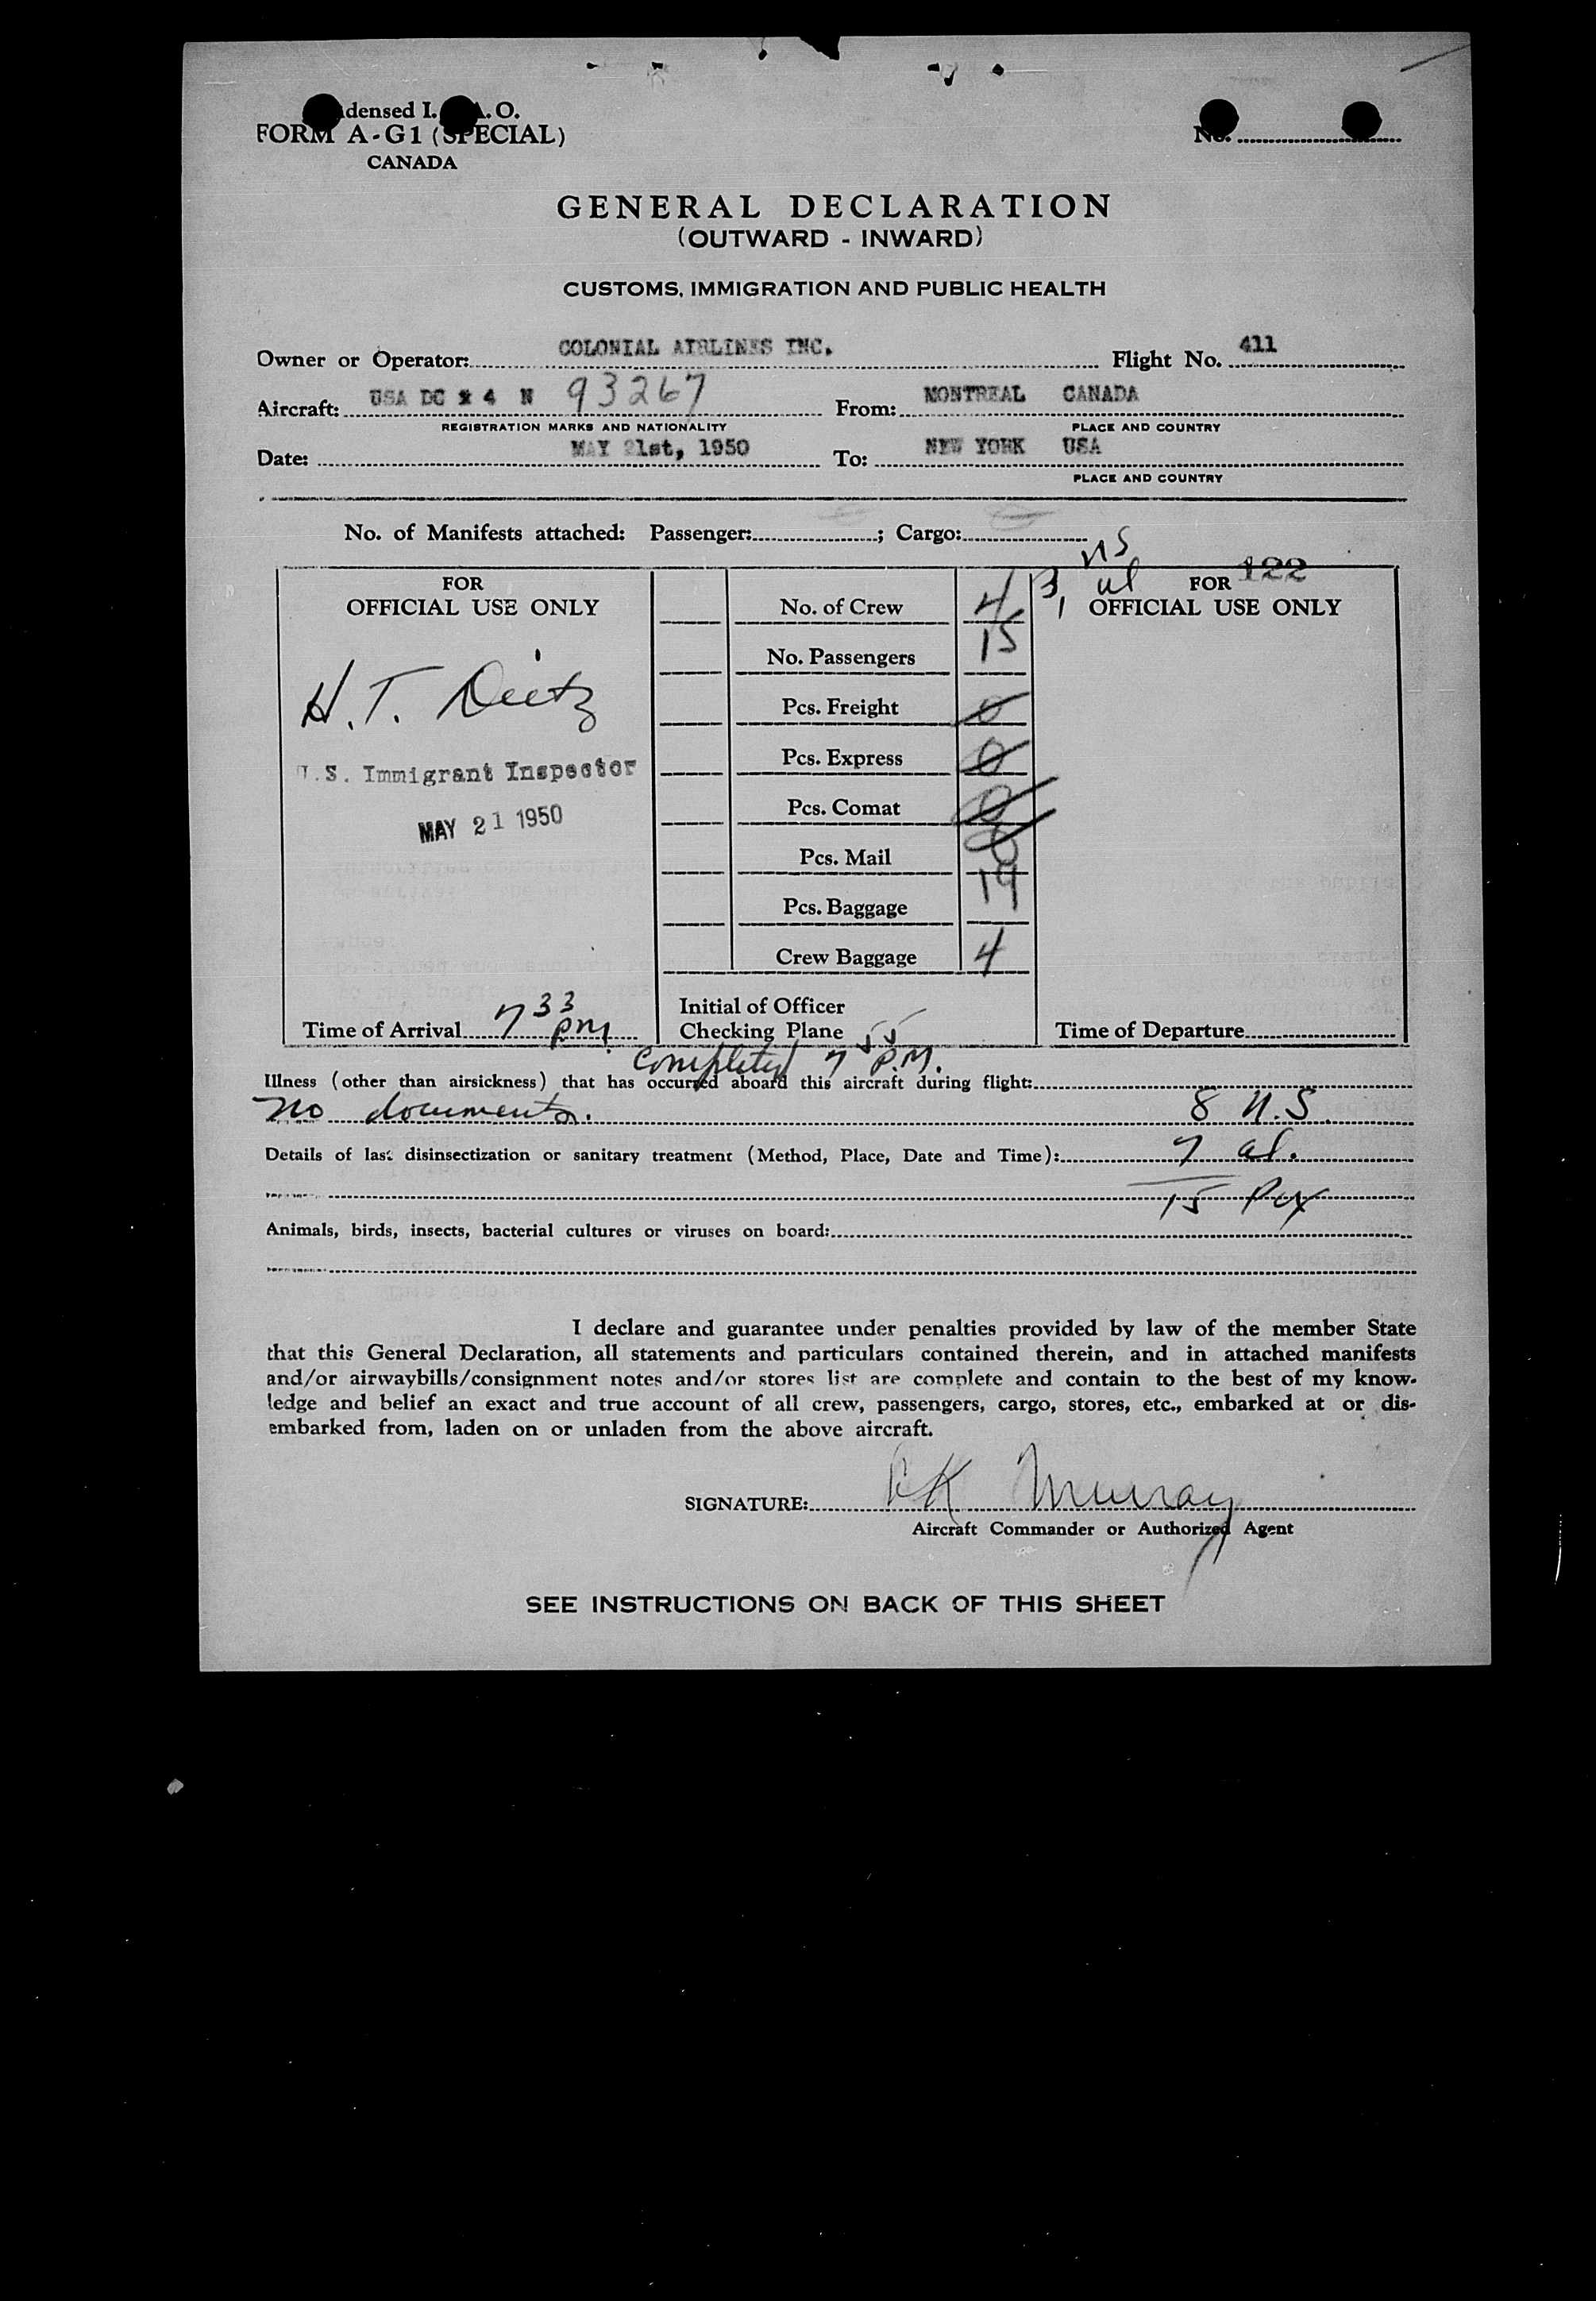 densed I. A. O.
FORM A-G1 (SPECIAL)
CANADA
No.
GENERAL DECLARATION
(OUTWARD - INWARD)
CUSTOMS, IMMIGRATION AND PUBLIC HEALTH
Owner or Operator: COLONIAL AIRLINES INC. Flight No. 411
Aircraft: USA DC 4 N 93267 From: MONTREAL CANADA
REGISTRATION MARKS AND NATIONALITY PLACE AND COUNTRY
Date: MAY 21st, 1950 To: NEW YORK USA
PLACE AND COUNTRY
No. of Manifests attached: Passenger: ; Cargo:
3 NS
1 al
122
FOR
OFFICIAL USE ONLY
H.T. Dietz
U.S. Immigrant Inspector
MAY 21 1950
Time of Arrival 7 33 PM
No. of Crew 4
No. Passengers 15
Pcs. Freight 0
Pcs. Express 0
Pcs. Comat 0
Pcs. Mail 0
Pcs. Baggage 19
Crew Baggage 4
Initial of Officer
Checking Plane
FOR
OFFICIAL USE ONLY
Time of Departure
Completed 7 55 P.M.
Illness (other than airsickness) that has occurred aboard this aircraft during flight:
No documents. 8 N.S.
Details of last disinsectization or sanitary treatment (Method, Place, Date and Time): 7 al.
15 Pax
Animals, birds, insects, bacterial cultures or viruses on board:
I declare and guarantee under penalties provided by law of the member State
that this General Declaration, all statements and particulars contained therein, and in attached manifests
and/or airwaybills/consignment notes and/or stores list are complete and contain to the best of my know-
ledge and belief an exact and true account of all crew, passengers, cargo, stores, etc., embarked at or dis-
embarked from, laden on or unladen from the above aircraft.
SIGNATURE: K Murray
Aircraft Commander or Authorized Agent
SEE INSTRUCTIONS ON BACK OF THIS SHEET